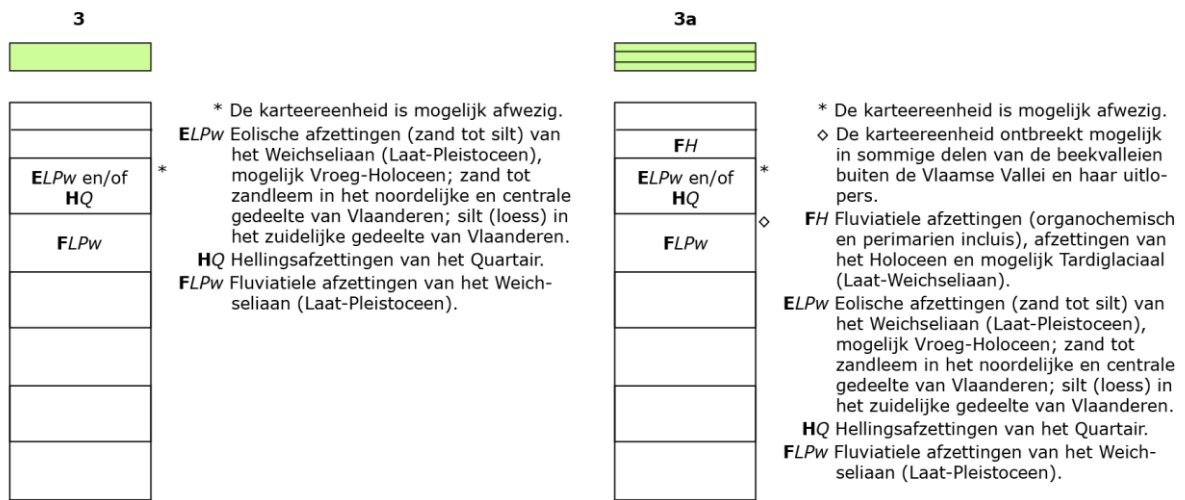 3
* De karteereenheid is mogelijk afwezig.
ELPw Eolische afzettingen (zand tot silt) van
het Weichseliaan (Laat-Pleistoceen),
mogelijk Vroeg-Holoceen; zand tot
zandleem in het noordelijke en centrale
gedeelte van Vlaanderen; silt (loess) in
het zuidelijke gedeelte van Vlaanderen.
HQ Hellingsafzettingen van het Quartair.
FLPw Fluviatiele afzettingen van het Weich-
seliaan (Laat-Pleistoceen).
ELPw en/of *
HQ
FLPw
3a
FH
ELPw en/of *
HQ
FLPw ◇
* De karteereenheid is mogelijk afwezig.
◇ De karteereenheid ontbreekt mogelijk
in sommige delen van de beekvalleien
buiten de Vlaamse Vallei en haar uitlo-
pers.
FH Fluviatiele afzettingen (organochemisch
en perimarien incluis), afzettingen van
het Holoceen en mogelijk Tardiglaciaal
(Laat-Weichseliaan).
ELPw Eolische afzettingen (zand tot silt) van
het Weichseliaan (Laat-Pleistoceen),
mogelijk Vroeg-Holoceen; zand tot
zandleem in het noordelijke en centrale
gedeelte van Vlaanderen; silt (loess) in
het zuidelijke gedeelte van Vlaanderen.
HQ Hellingsafzettingen van het Quartair.
FLPw Fluviatiele afzettingen van het Weich-
seliaan (Laat-Pleistoceen).